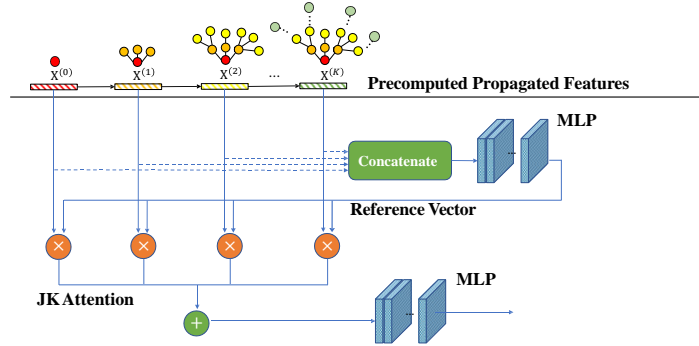 X^(0) X^(1) X^(2) ... X^(K)
Precomputed Propagated Features
MLP
Concatenate
...
Reference Vector
× × × ×
JK Attention
MLP
+
...